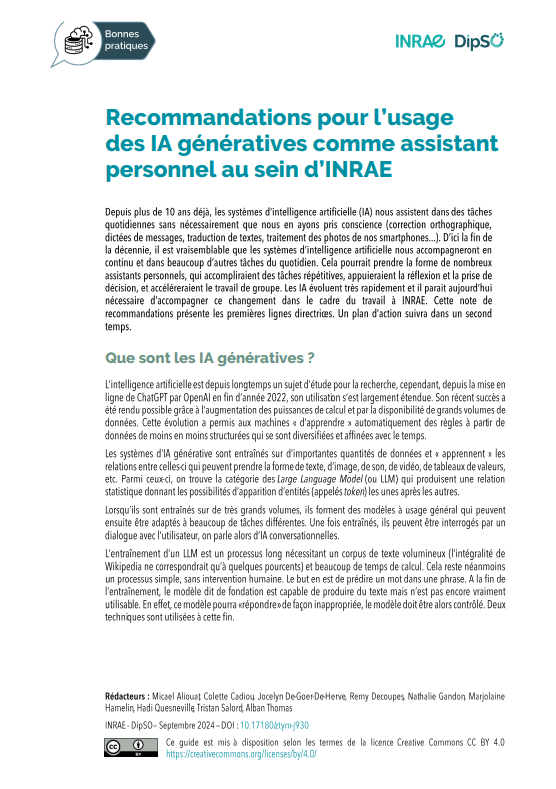 Bonnes
pratiques
INRAE DipSO
Recommandations pour l'usage
des IA génératives comme assistant
personnel au sein d'INRAE
Depuis plus de 10 ans déjà, les systèmes d'intelligence artificielle (IA) nous assistent dans des tâches
quotidiennes sans nécessairement que nous en ayons pris conscience (correction orthographique,
dictées de messages, traduction de textes, traitement des photos de nos smartphones...). D'ici la fin de
la décennie, il est vraisemblable que les systèmes d'intelligence artificielle nous accompagneront en
continu et dans beaucoup d'autres tâches du quotidien. Cela pourrait prendre la forme de nombreux
assistants personnels, qui accompliraient des tâches répétitives, appuieraient la réflexion et la prise de
décision, et accéléreraient le travail de groupe. Les IA évoluent très rapidement et il parait aujourd'hui
nécessaire d'accompagner ce changement dans le cadre du travail à INRAE. Cette note de
recommandations présente les premières lignes directrices. Un plan d'action suivra dans un second
temps.
Que sont les IA génératives ?
L'intelligence artificielle est depuis longtemps un sujet d'étude pour la recherche, cependant, depuis la mise en
ligne de ChatGPT par OpenAI en fin d'année 2022, son utilisation s'est largement étendue. Son récent succès a
été rendu possible grâce à l'augmentation des puissances de calcul et par la disponibilité de grands volumes de
données. Cette évolution a permis aux machines « d'apprendre » automatiquement des règles à partir de
données de moins en moins structurées qui se sont diversifiées et affinées avec le temps.
Les systèmes d'IA générative sont entraînés sur d'importantes quantités de données et « apprennent » les
relations entre celles-ci qui peuvent prendre la forme de texte, d'image, de son, de vidéo, de tableaux de valeurs,
etc. Parmi ceux-ci, on trouve la catégorie des Large Language Model (ou LLM) qui produisent une relation
statistique donnant les possibilités d'apparition d'entités (appelés token) les unes après les autres.
Lorsqu'ils sont entraînés sur de très grands volumes, ils forment des modèles à usage général qui peuvent
ensuite être adaptés à beaucoup de tâches différentes. Une fois entraînés, ils peuvent être interrogés par un
dialogue avec l'utilisateur, on parle alors d'IA conversationnelles.
L'entraînement d'un LLM est un processus long nécessitant un corpus de texte volumineux (l'intégralité de
Wikipedia ne correspondrait qu'à quelques pourcents) et beaucoup de temps de calcul. Cela reste néanmoins
un processus simple, sans intervention humaine. Le but en est de prédire un mot dans une phrase. A la fin de
l'entraînement, le modèle dit de fondation est capable de produire du texte mais n'est pas encore vraiment
utilisable. En effet, ce modèle pourra «répondre» de façon inappropriée, le modèle doit être alors contrôlé. Deux
techniques sont utilisées à cette fin.
Rédacteurs : Micael Aliouat, Colette Cadiou, Jocelyn De-Goer-De-Herve, Remy Decoupes, Nathalie Gandon, Marjolaine
Hamelin, Hadi Quesneville, Tristan Salord, Alban Thomas
INRAE - DipSO– Septembre 2024 – DOI : 10.17180/ztym-j930
Ce guide est mis à disposition selon les termes de la licence Creative Commons CC BY 4.0
https://creativecommons.org/licenses/by/4.0/
cc BY